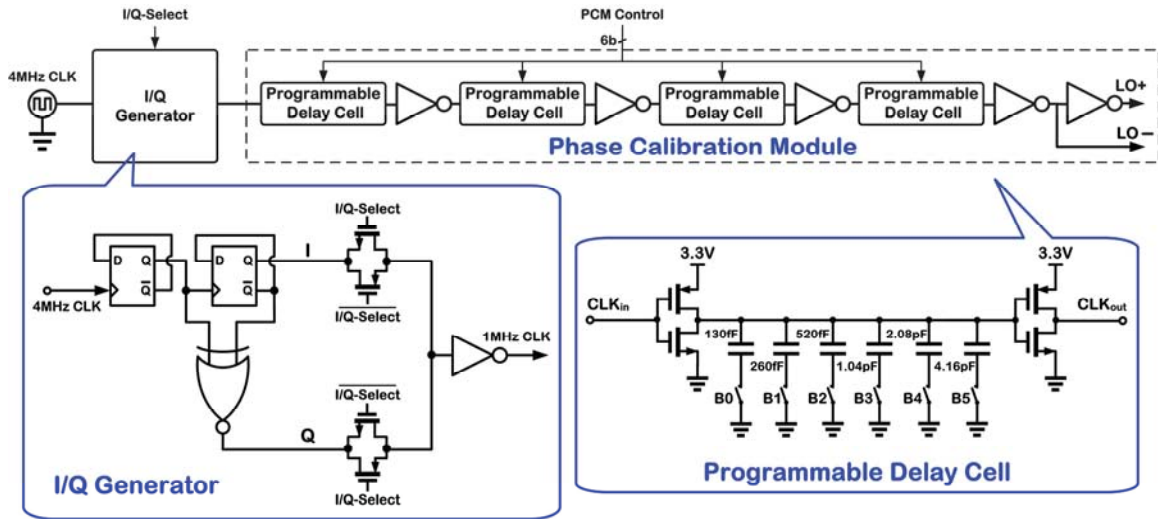 I/Q-Select
PCM Control
6b
4MHz CLK
I/Q
Generator
Programmable
Delay Cell
Programmable
Delay Cell
Programmable
Delay Cell
Programmable
Delay Cell
LO+
LO−
Phase Calibration Module
I/Q-Select
D Q
Q̅
D Q
Q̅
I
4MHz CLK
I/Q-Select
1MHz CLK
I/Q-Select
Q
I/Q-Select
I/Q Generator
3.3V
3.3V
CLKin
CLKout
130fF
520fF
2.08pF
260fF
1.04pF
4.16pF
B0
B1
B2
B3
B4
B5
Programmable Delay Cell